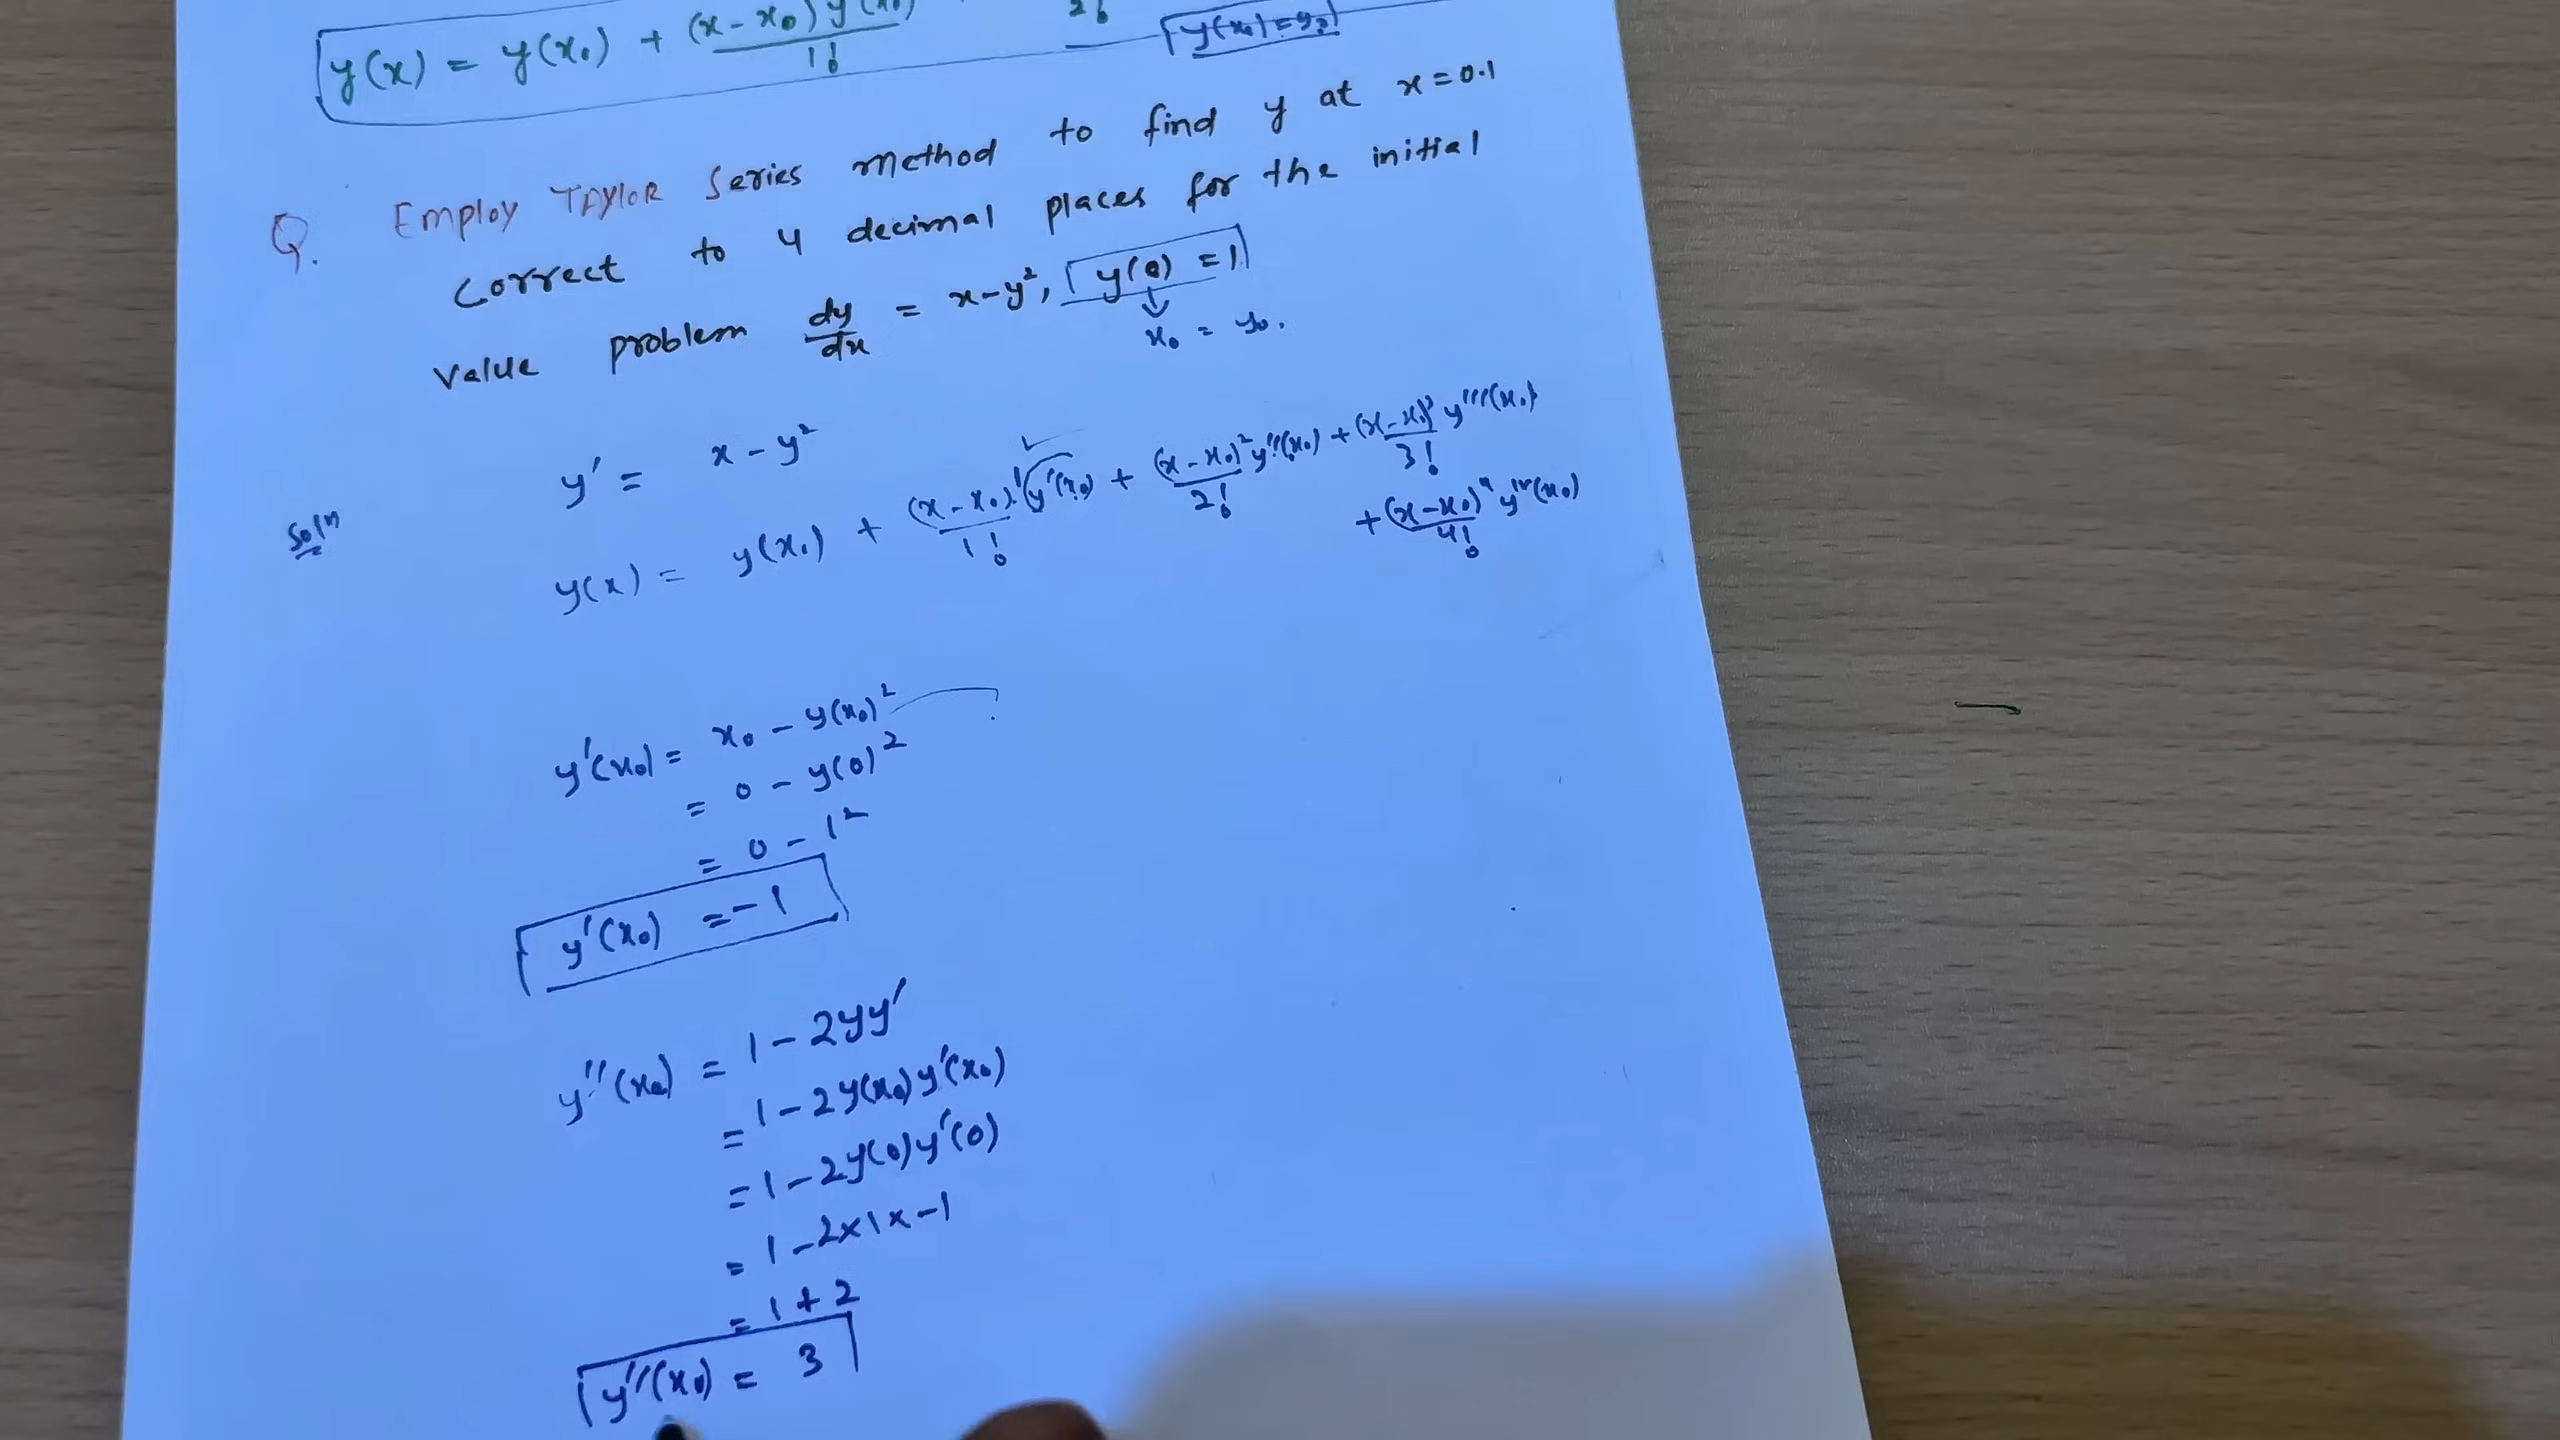 y(x) = y(x₀) + (x-x₀)y'(x₀)/1! 2!
y(x₀)=y₀
Q. Employ TAYlOR Series method to find y at x=0.1
Correct to 4 decimal places for the initial
value problem dy/dx = x-y², y(0) = 1
x₀ = y₀.
Soln
y' = x - y²
y(x) = y(x₀) + (x-x₀)¹/1! y'(x₀) + (x-x₀)²/2! y''(x₀) + (x-x₀)³/3! y'''(x₀)
+ (x-x₀)⁴/4! yⁱᵛ(x₀)
y'(x₀) = x₀ - y(x₀)²
= 0 - y(0)²
= 0 - 1²
y'(x₀) = -1
y''(x₀) = 1 - 2yy'
= 1 - 2y(x₀)y'(x₀)
= 1 - 2y(0)y'(0)
= 1 - 2x1x-1
= 1 + 2
y''(x₀) = 3